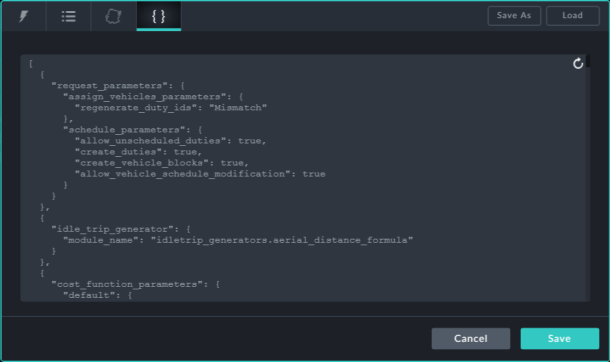 { }
Save As
Load
[
  {
    "request_parameters": {
      "assign_vehicles_parameters": {
        "regenerate_duty_ids": "Mismatch"
      },
      "schedule_parameters": {
        "allow_unscheduled_duties": true,
        "create_duties": true,
        "create_vehicle_blocks": true,
        "allow_vehicle_schedule_modification": true
      }
    }
  },
  {
    "idle_trip_generator": {
      "module_name": "idletrip_generators.aerial_distance_formula"
    }
  },
  {
    "cost_function_parameters": {
      "default": {
Cancel
Save